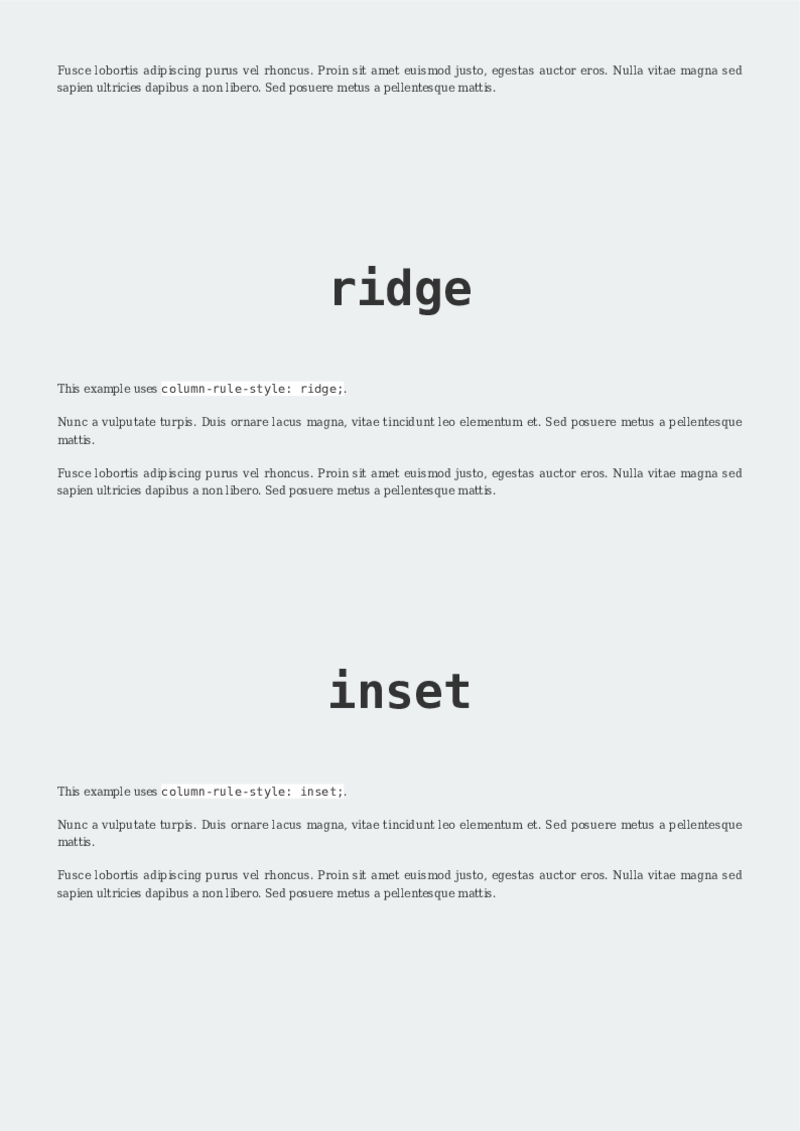 Fusce lobortis adipiscing purus vel rhoncus. Proin sit amet euismod justo, egestas auctor eros. Nulla vitae magna sed
sapien ultricies dapibus a non libero. Sed posuere metus a pellentesque mattis.
ridge
This example uses column-rule-style: ridge;.
Nunc a vulputate turpis. Duis ornare lacus magna, vitae tincidunt leo elementum et. Sed posuere metus a pellentesque
mattis.
Fusce lobortis adipiscing purus vel rhoncus. Proin sit amet euismod justo, egestas auctor eros. Nulla vitae magna sed
sapien ultricies dapibus a non libero. Sed posuere metus a pellentesque mattis.
inset
This example uses column-rule-style: inset;.
Nunc a vulputate turpis. Duis ornare lacus magna, vitae tincidunt leo elementum et. Sed posuere metus a pellentesque
mattis.
Fusce lobortis adipiscing purus vel rhoncus. Proin sit amet euismod justo, egestas auctor eros. Nulla vitae magna sed
sapien ultricies dapibus a non libero. Sed posuere metus a pellentesque mattis.